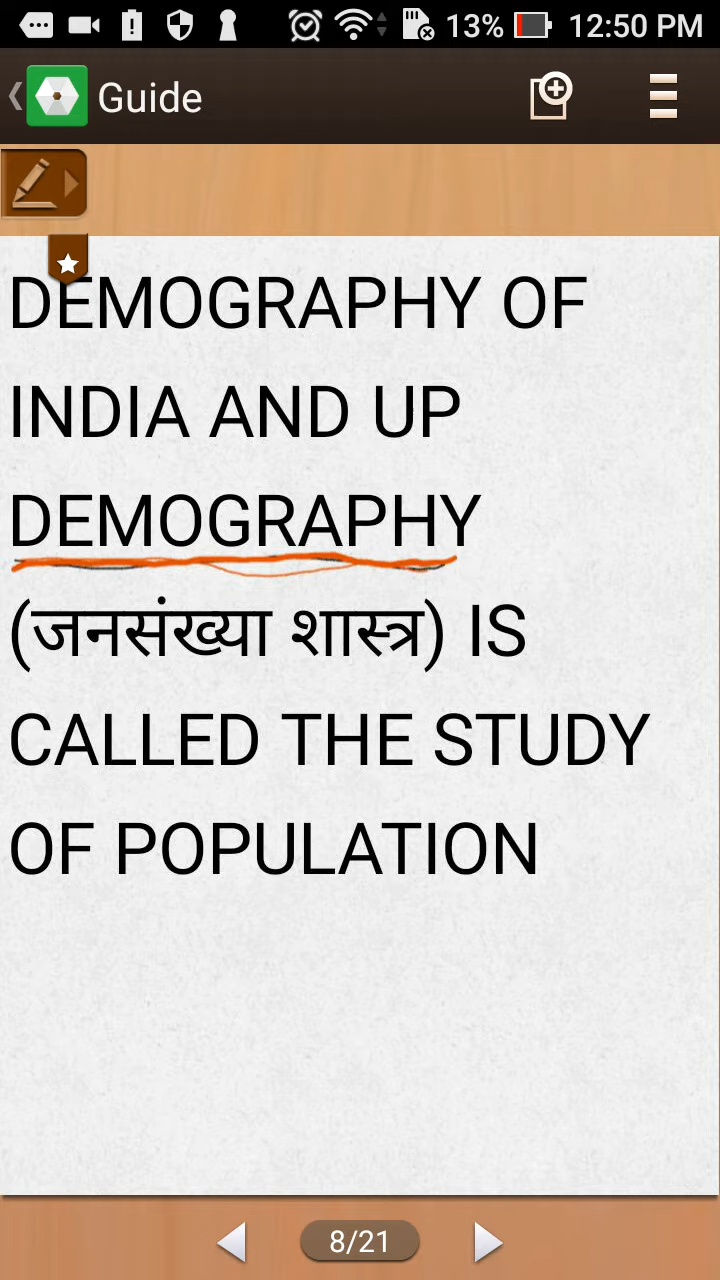 13% 12:50 PM
Guide
DEMOGRAPHY OF
INDIA AND UP
DEMOGRAPHY
(जनसंख्या शास्त्र) IS
CALLED THE STUDY
OF POPULATION
8/21